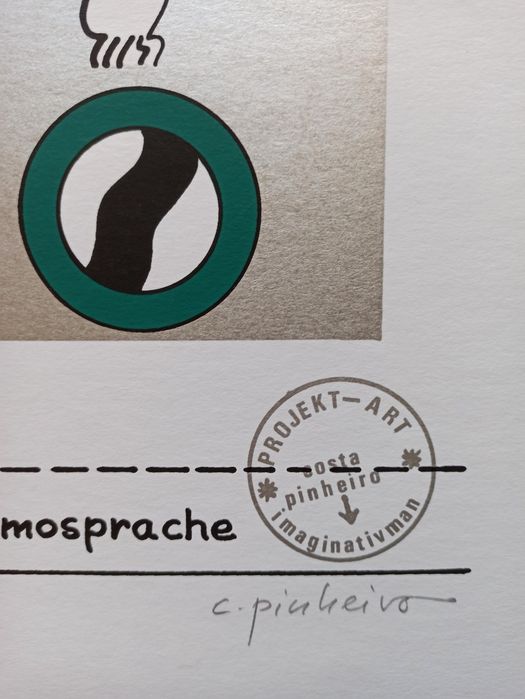 PROJEKT—ART
costa
pinheiro
imaginativman
mosprache
c. pinheiro